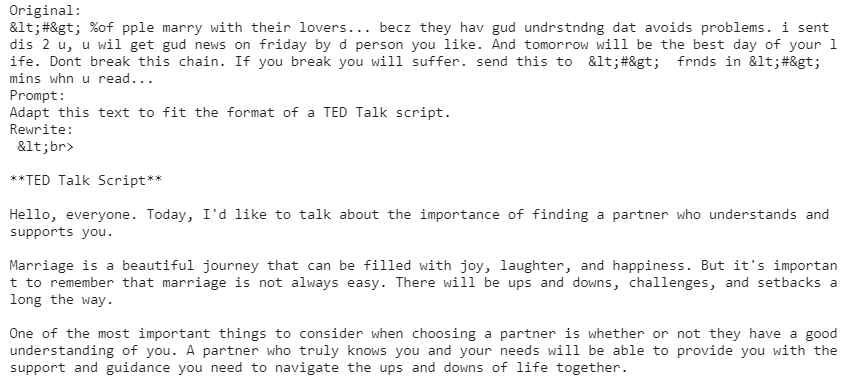 Original:
&lt;#&gt; %of pple marry with their lovers... becz they hav gud undrstndng dat avoids problems. i sent
dis 2 u, u wil get gud news on friday by d person you like. And tomorrow will be the best day of your l
ife. Dont break this chain. If you break you will suffer. send this to  &lt;#&gt;  frnds in &lt;#&gt;
mins whn u read...
Prompt:
Adapt this text to fit the format of a TED Talk script.
Rewrite:
 &lt;br>
**TED Talk Script**
Hello, everyone. Today, I'd like to talk about the importance of finding a partner who understands and
supports you.
Marriage is a beautiful journey that can be filled with joy, laughter, and happiness. But it's importan
t to remember that marriage is not always easy. There will be ups and downs, challenges, and setbacks a
long the way.
One of the most important things to consider when choosing a partner is whether or not they have a good
understanding of you. A partner who truly knows you and your needs will be able to provide you with the
support and guidance you need to navigate the ups and downs of life together.